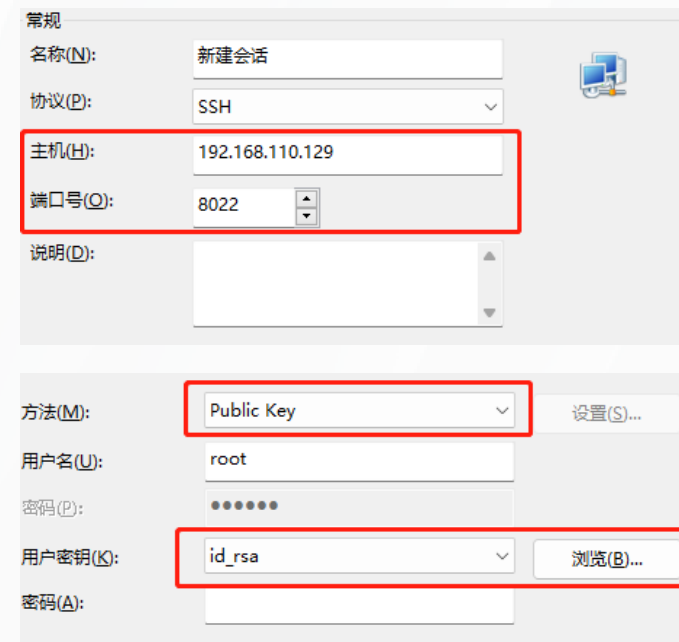 常规
名称(N): 新建会话
协议(P): SSH
主机(H): 192.168.110.129
端口号(O): 8022
说明(D):
方法(M): Public Key 设置(S)...
用户名(U): root
密码(P): ●●●●●●
用户密钥(K): id_rsa 浏览(B)...
密码(A):